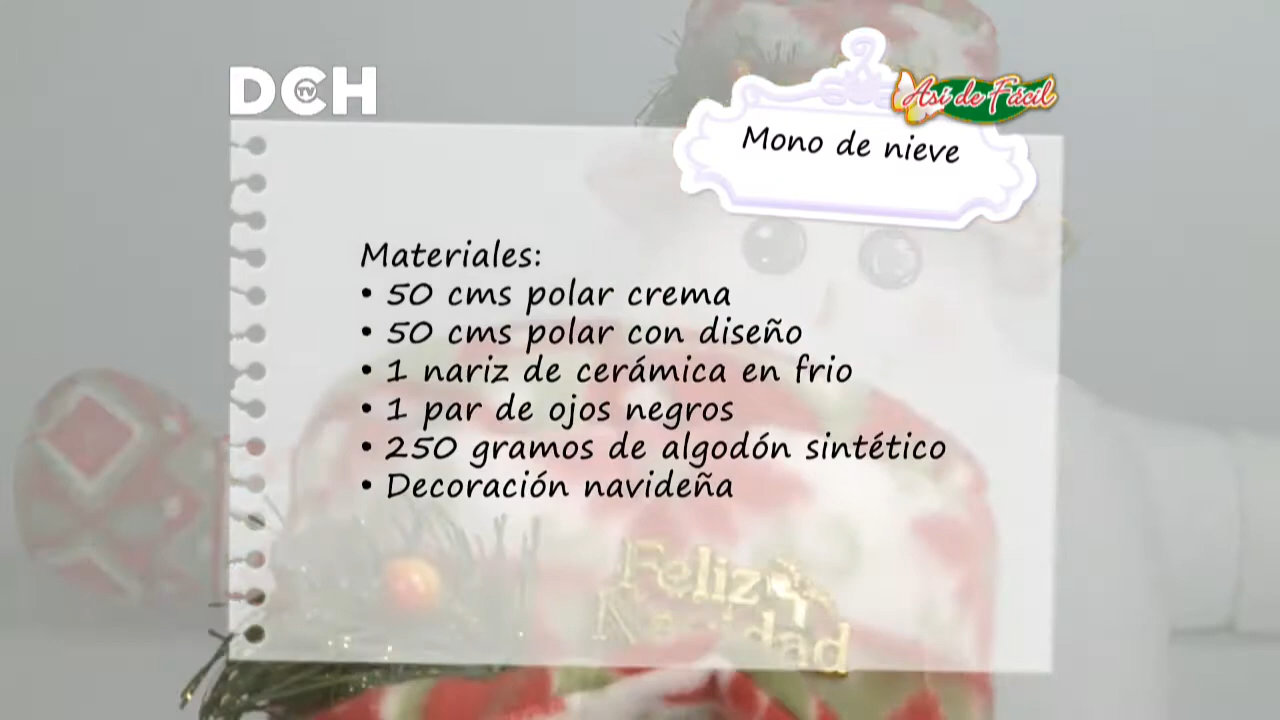 DCH
TV
Así de Fácil
Mono de nieve
Materiales:
• 50 cms polar crema
• 50 cms polar con diseño
• 1 nariz de cerámica en frio
• 1 par de ojos negros
• 250 gramos de algodón sintético
• Decoración navideña
Feliz
Navidad